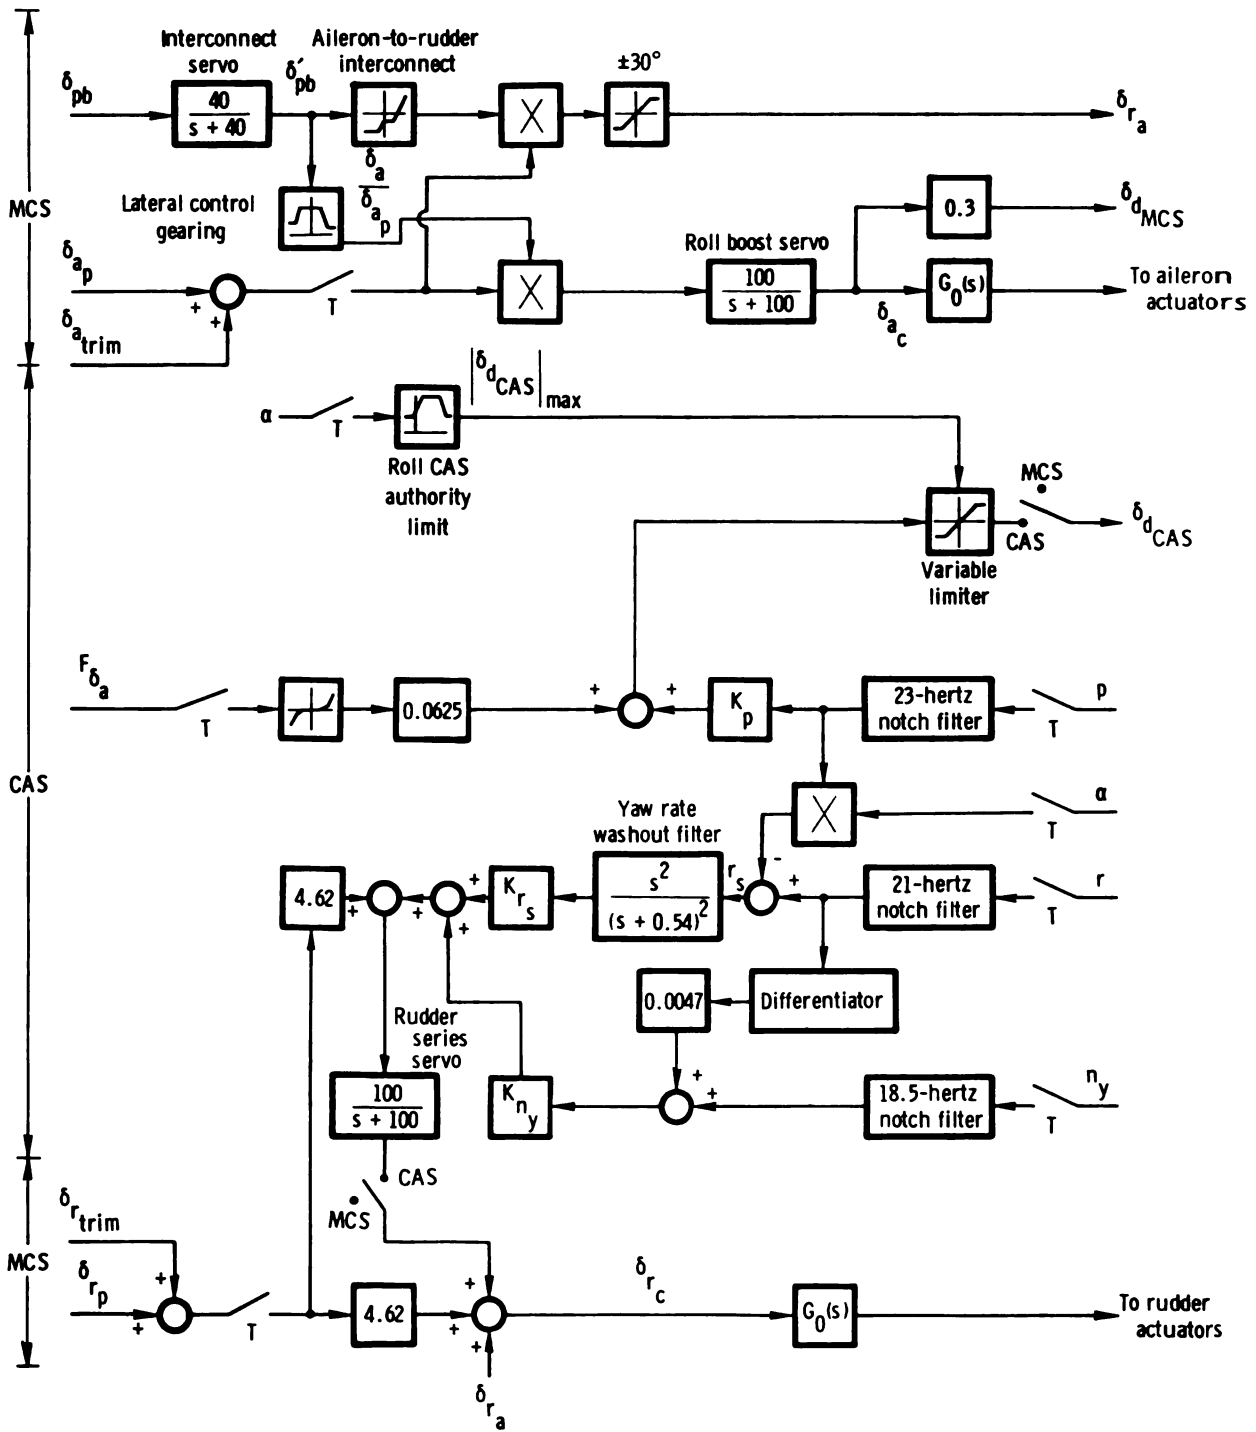 Interconnect servo
Aileron-to-rudder interconnect
±30°
δpb
40
s + 40
δ′pb
X
δra
MCS
Lateral control gearing
δa
δap
0.3
δdMCS
Roll boost servo
δap
+
+
T
X
100
s + 100
δac
G0(s)
To aileron actuators
δatrim
α
T
|δdCAS|max
Roll CAS authority limit
MCS
CAS
δdCAS
Variable limiter
Fδa
T
0.0625
+
+
Kp
23-hertz notch filter
T
p
CAS
X
T
α
Yaw rate washout filter
-
4.62
+
+
+
+
Krs
s2
(s + 0.54)2
rs
+
21-hertz notch filter
T
r
0.0047
Differentiator
Rudder series servo
100
s + 100
Kny
+
+
18.5-hertz notch filter
T
ny
CAS
MCS
MCS
δrtrim
δrp
+
+
T
4.62
+
+
+
δrc
G0(s)
To rudder actuators
δra